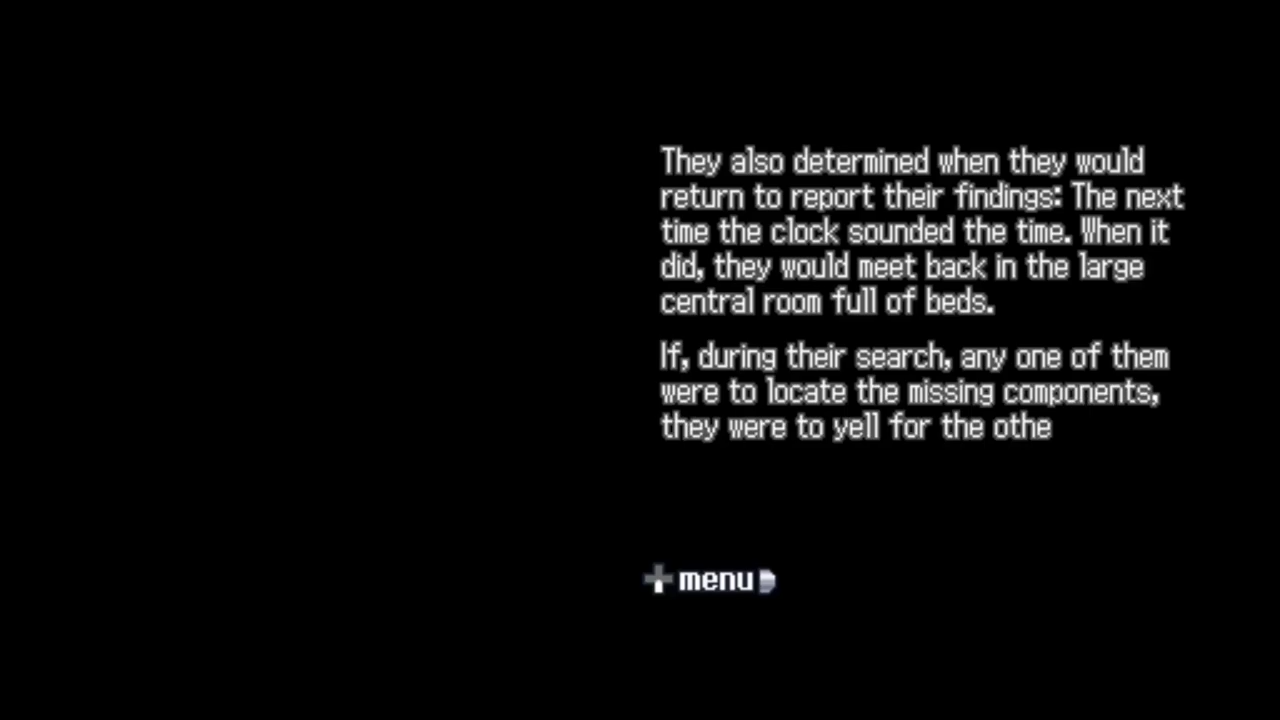 They also determined when they would
return to report their findings: The next
time the clock sounded the time. When it
did, they would meet back in the large
central room full of beds.
If, during their search, any one of them
were to locate the missing components,
they were to yell for the othe
menu